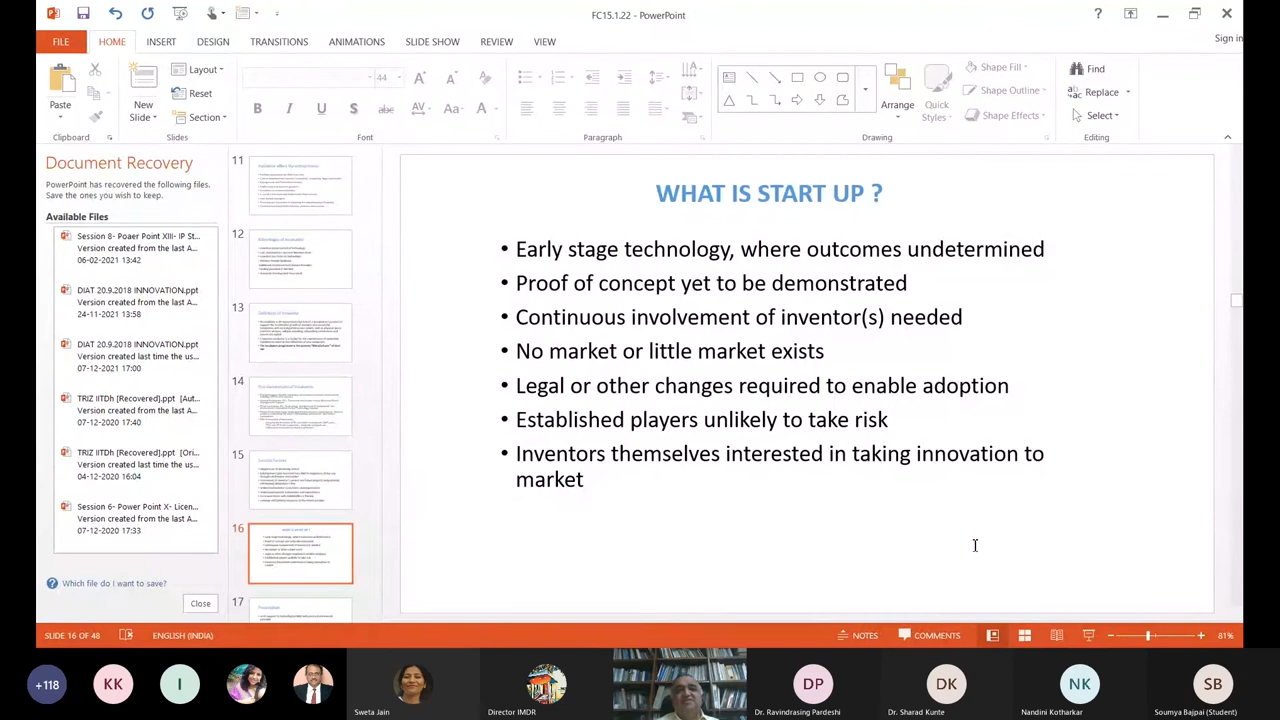 FC15.1.22 - PowerPoint
FILE HOME INSERT DESIGN TRANSITIONS ANIMATIONS SLIDE SHOW REVIEW VIEW
Sign in
Paste
New
Slide
Layout
Reset
Section
44
Arrange
Quick
Styles
Shape Fill
Shape Outline
Shape Effects
Find
Replace
Select
Clipboard
Slides
Font
Paragraph
Drawing
Editing
Document Recovery
PowerPoint has recovered the following files.
Save the ones you wish to keep.
Available Files
Session 8- Poaer Point XIII- IP St...
Version created from the last A...
06-02-2021 13:42
DIAT 20.9.2018 INNOVATION.ppt
Version created from the last A...
24-11-2021 13:58
DIAT 20.9.2018 INNOVATION.ppt
Version created last time the us...
07-12-2021 17:00
TRIZ IITDh [Recovered].ppt [Aut...
Version created from the last A...
07-12-2020 17:40
TRIZ IITDh [Recovered].ppt [Ori...
Version created last time the us...
04-12-2020 16:04
Session 6- Power Point X- Licen...
Version created from the last A...
07-12-2020 17:33
Which file do I want to save?
Close
11
12
13
14
15
16
17
WHAT IS START UP ?
• Early stage technology where outcomes undetermined
• Proof of concept yet to be demonstrated
• Continuous involvement of inventor(s) needed
• No market or little market exists
• Legal or other changes required to enable adoption
• Established players unlikely to take risk
• Inventors themselves interested in taking innovation to
market
SLIDE 16 OF 48
ENGLISH (INDIA)
NOTES
COMMENTS
81%
+118
KK
I
Sweta Jain
Director IMDR
DP
Dr. Ravindrasing Pardeshi
DK
Dr. Sharad Kunte
NK
Nandini Kotharkar
SB
Soumya Bajpai (Student)